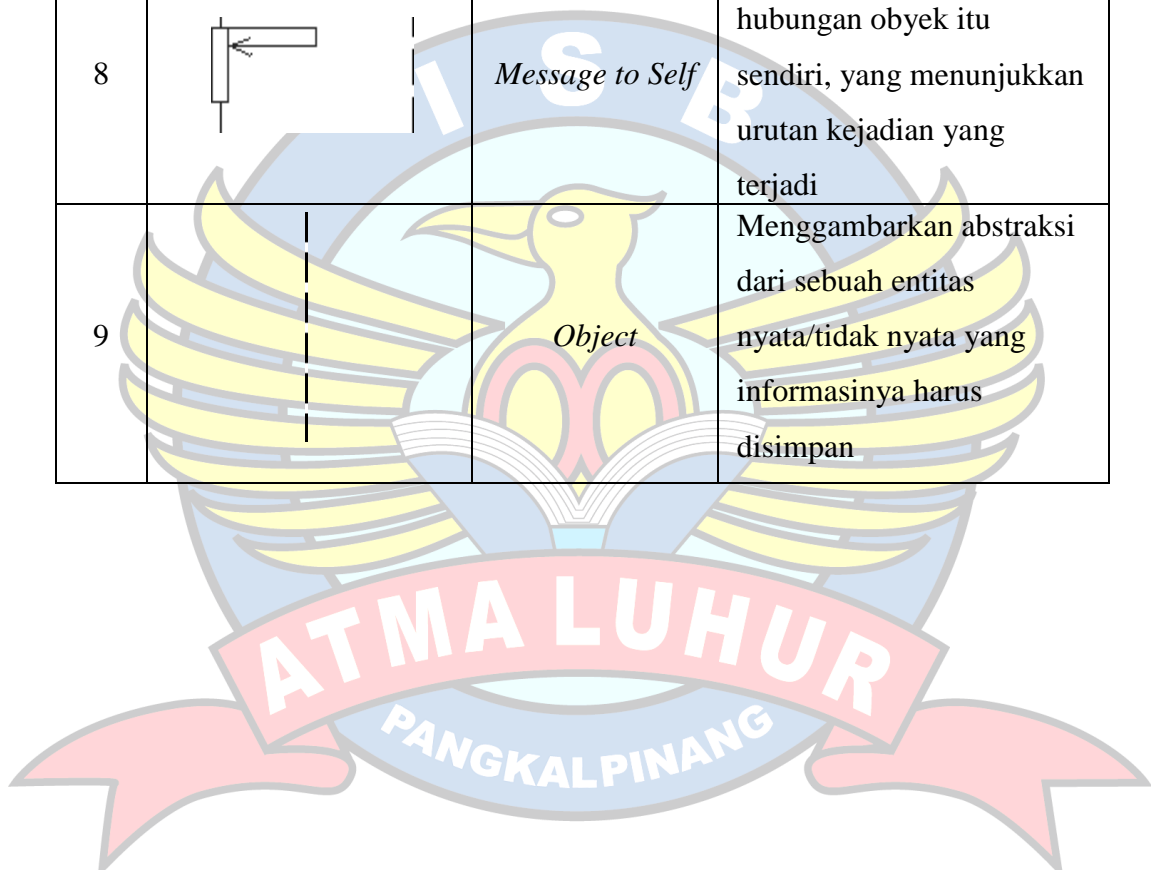 hubungan obyek itu
8 Message to Self sendiri, yang menunjukkan
urutan kejadian yang
terjadi
Menggambarkan abstraksi
dari sebuah entitas
9 Object nyata/tidak nyata yang
informasinya harus
disimpan
I S B
ATMA LUHUR
PANGKALPINANG